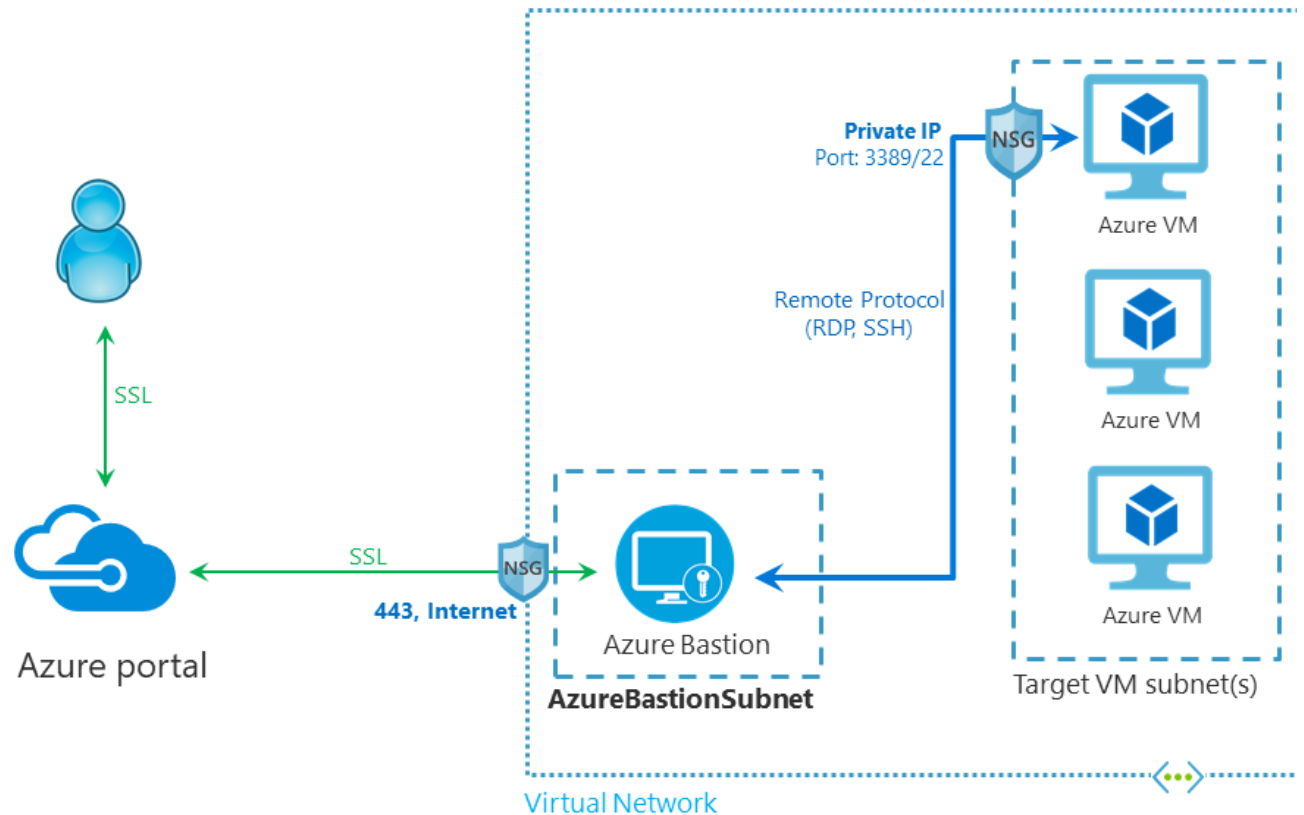 Private IP
Port: 3389/22
NSG
Azure VM
Remote Protocol
(RDP, SSH)
SSL
Azure VM
SSL
NSG
443, Internet
Azure VM
Azure Bastion
Azure portal
AzureBastionSubnet
Target VM subnet(s)
Virtual Network